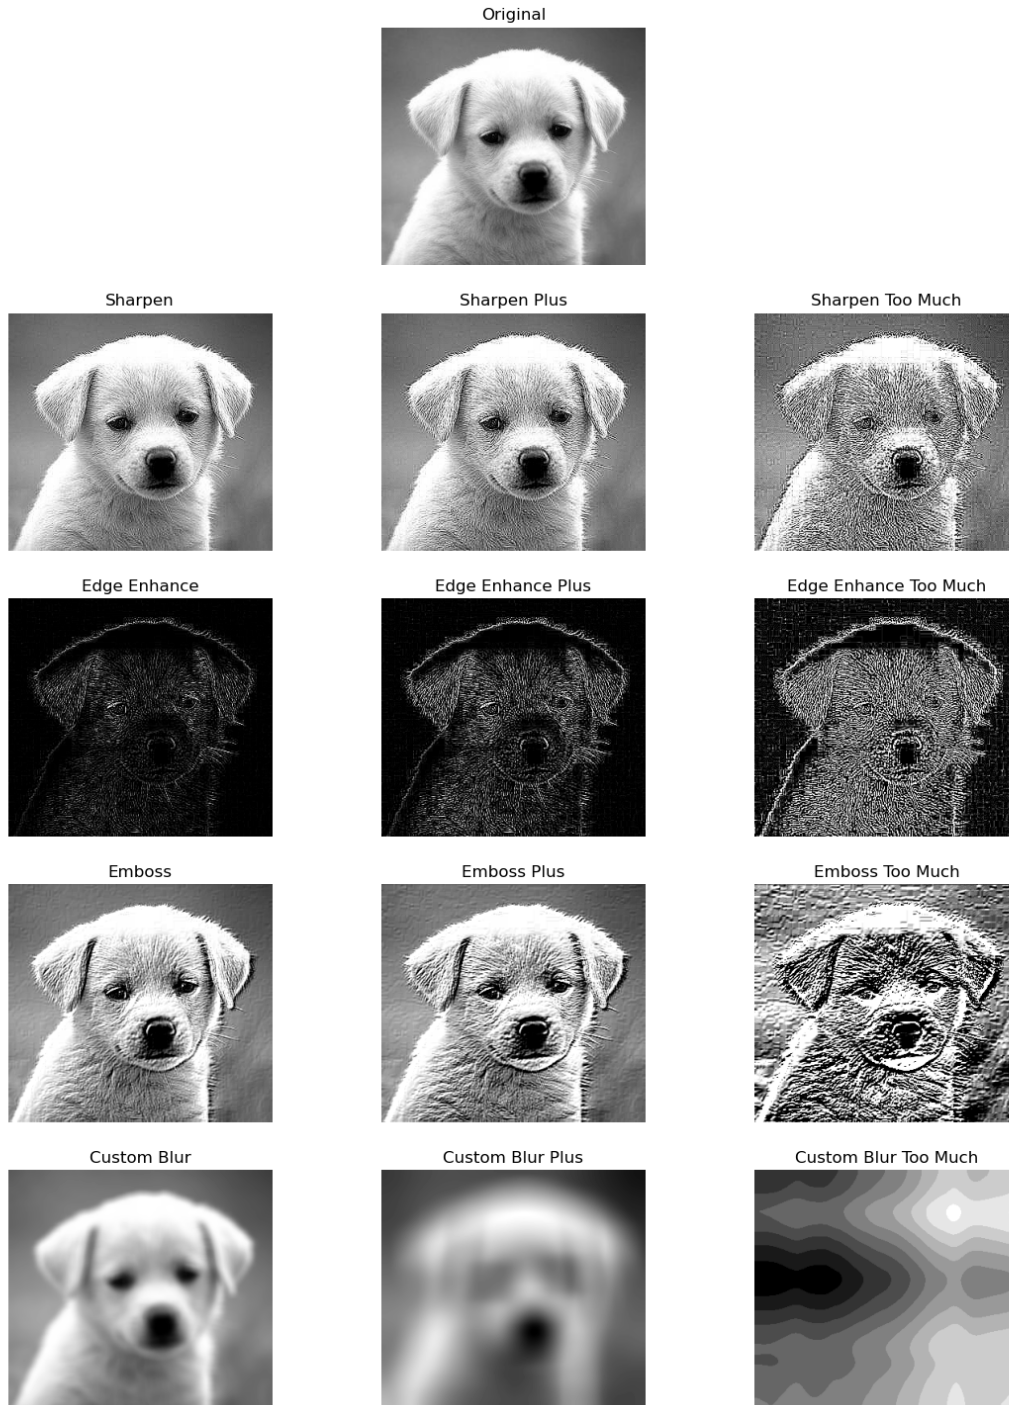 Original
Sharpen
Sharpen Plus
Sharpen Too Much
Edge Enhance
Edge Enhance Plus
Edge Enhance Too Much
Emboss
Emboss Plus
Emboss Too Much
Custom Blur
Custom Blur Plus
Custom Blur Too Much